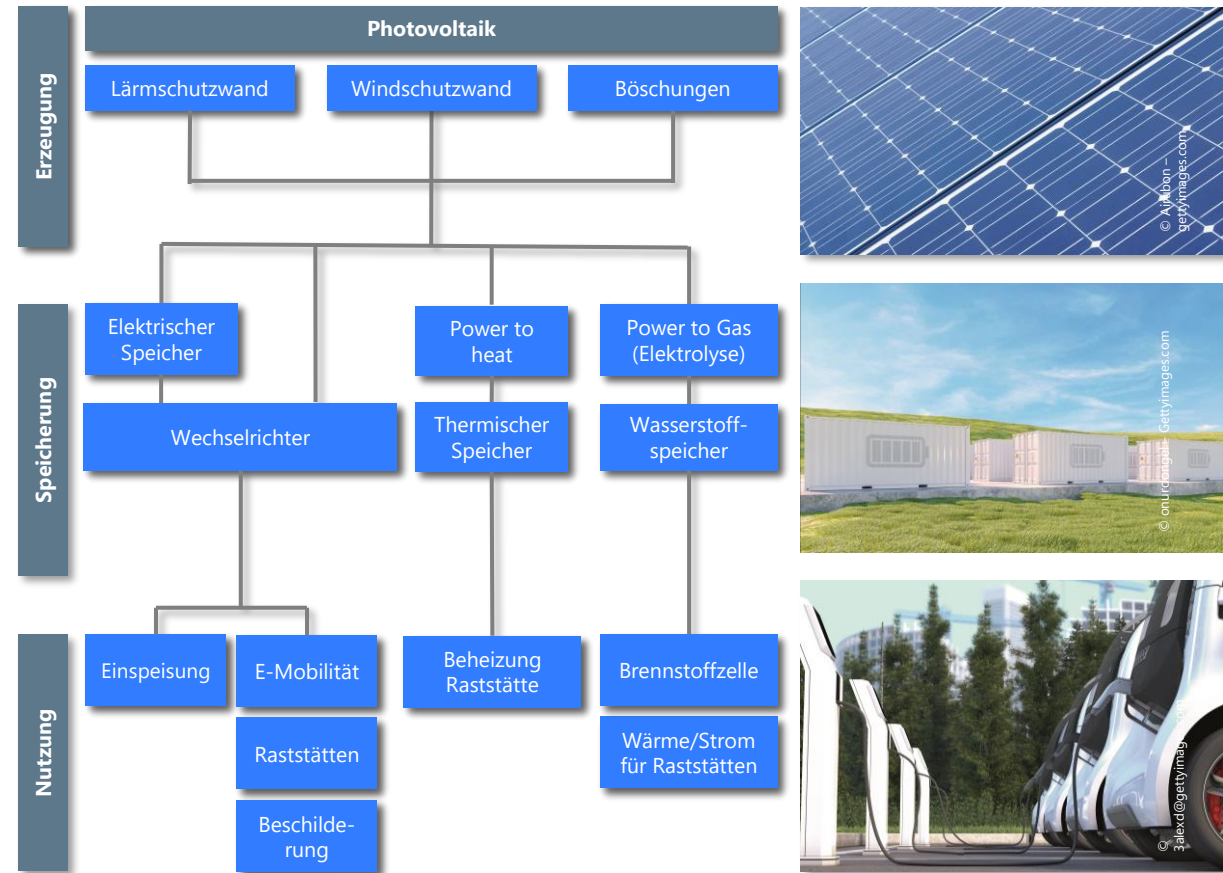 Erzeugung
Photovoltaik
Lärmschutzwand
Windschutzwand
Böschungen
Speicherung
Elektrischer
Speicher
Power to
heat
Power to Gas
(Elektrolyse)
Wechselrichter
Thermischer
Speicher
Wasserstoff-
speicher
Nutzung
Einspeisung
E-Mobilität
Beheizung
Raststätte
Brennstoffzelle
Raststätten
Wärme/Strom
für Raststätten
Beschilde-
rung
©
gettyimages.com
© Gettyimages.com
©